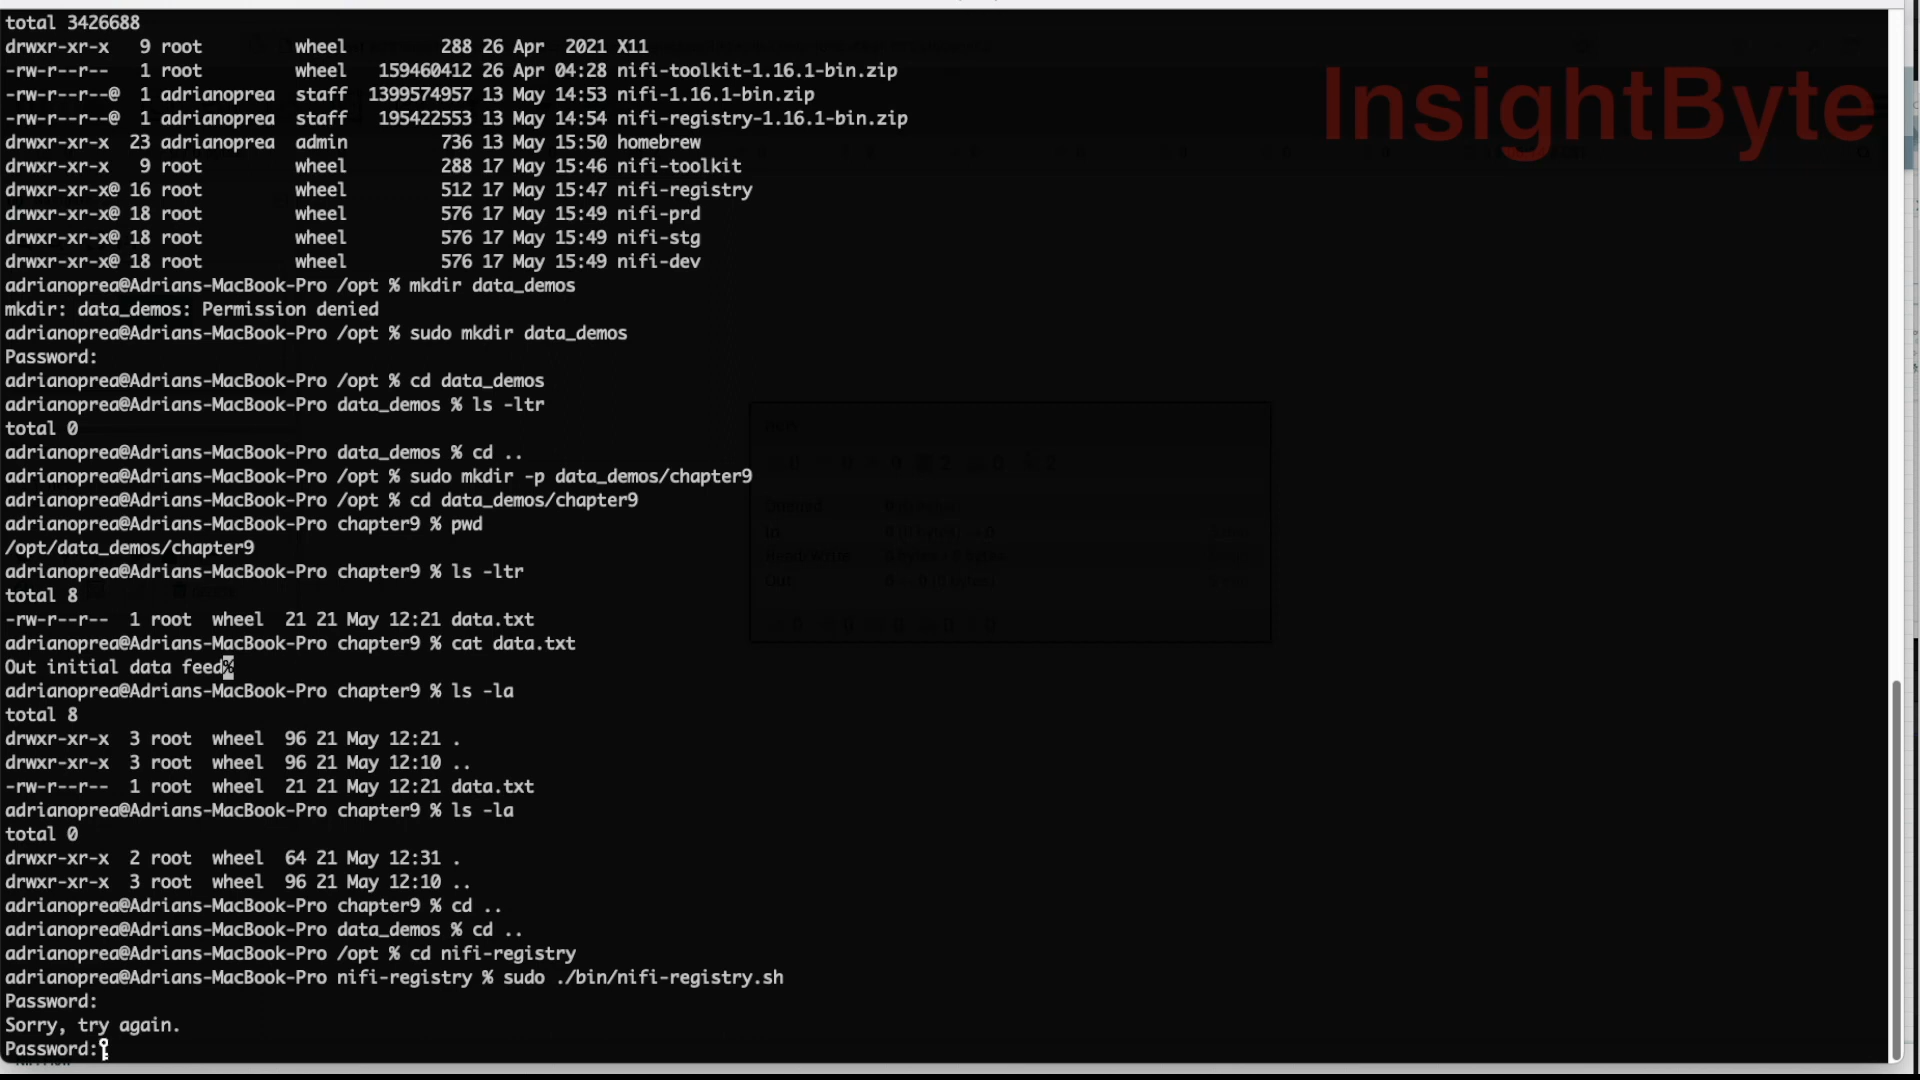 total 3426688
drwxr-xr-x   9 root         wheel         288 26 Apr  2021 X11
-rw-r--r--   1 root         wheel   159460412 26 Apr 04:28 nifi-toolkit-1.16.1-bin.zip
-rw-r--r--@  1 adrianoprea  staff  1399574957 13 May 14:53 nifi-1.16.1-bin.zip
-rw-r--r--@  1 adrianoprea  staff   195422553 13 May 14:54 nifi-registry-1.16.1-bin.zip
drwxr-xr-x  23 adrianoprea  admin         736 13 May 15:50 homebrew
drwxr-xr-x   9 root         wheel         288 17 May 15:46 nifi-toolkit
drwxr-xr-x@ 16 root         wheel         512 17 May 15:47 nifi-registry
drwxr-xr-x@ 18 root         wheel         576 17 May 15:49 nifi-prd
drwxr-xr-x@ 18 root         wheel         576 17 May 15:49 nifi-stg
drwxr-xr-x@ 18 root         wheel         576 17 May 15:49 nifi-dev
adrianoprea@Adrians-MacBook-Pro /opt % mkdir data_demos
mkdir: data_demos: Permission denied
adrianoprea@Adrians-MacBook-Pro /opt % sudo mkdir data_demos
Password:
adrianoprea@Adrians-MacBook-Pro /opt % cd data_demos
adrianoprea@Adrians-MacBook-Pro data_demos % ls -ltr
total 0
adrianoprea@Adrians-MacBook-Pro data_demos % cd ..
adrianoprea@Adrians-MacBook-Pro /opt % sudo mkdir -p data_demos/chapter9
adrianoprea@Adrians-MacBook-Pro /opt % cd data_demos/chapter9
adrianoprea@Adrians-MacBook-Pro chapter9 % pwd
/opt/data_demos/chapter9
adrianoprea@Adrians-MacBook-Pro chapter9 % ls -ltr
total 8
-rw-r--r--  1 root  wheel  21 21 May 12:21 data.txt
adrianoprea@Adrians-MacBook-Pro chapter9 % cat data.txt
Out initial data feed%
adrianoprea@Adrians-MacBook-Pro chapter9 % ls -la
total 8
drwxr-xr-x  3 root  wheel  96 21 May 12:21 .
drwxr-xr-x  3 root  wheel  96 21 May 12:10 ..
-rw-r--r--  1 root  wheel  21 21 May 12:21 data.txt
adrianoprea@Adrians-MacBook-Pro chapter9 % ls -la
total 0
drwxr-xr-x  2 root  wheel  64 21 May 12:31 .
drwxr-xr-x  3 root  wheel  96 21 May 12:10 ..
adrianoprea@Adrians-MacBook-Pro chapter9 % cd ..
adrianoprea@Adrians-MacBook-Pro data_demos % cd ..
adrianoprea@Adrians-MacBook-Pro /opt % cd nifi-registry
adrianoprea@Adrians-MacBook-Pro nifi-registry % sudo ./bin/nifi-registry.sh
Password:
Sorry, try again.
Password:
InsightByte